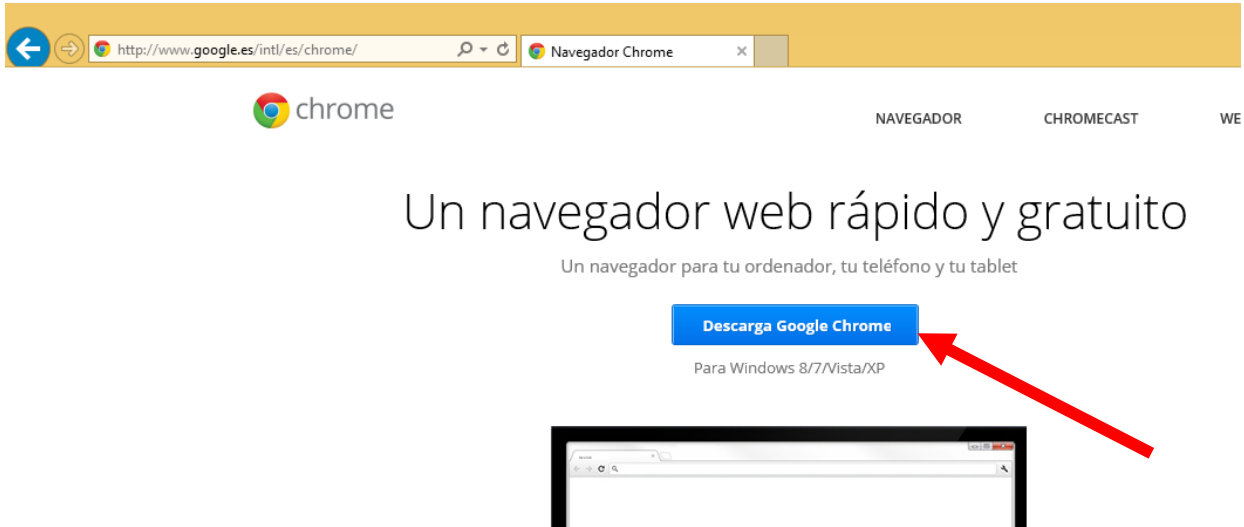 http://www.google.es/intl/es/chrome/
Navegador Chrome
chrome
NAVEGADOR
CHROMECAST
WE
Un navegador web rápido y gratuito
Un navegador para tu ordenador, tu teléfono y tu tablet
Descarga Google Chrome
Para Windows 8/7/Vista/XP